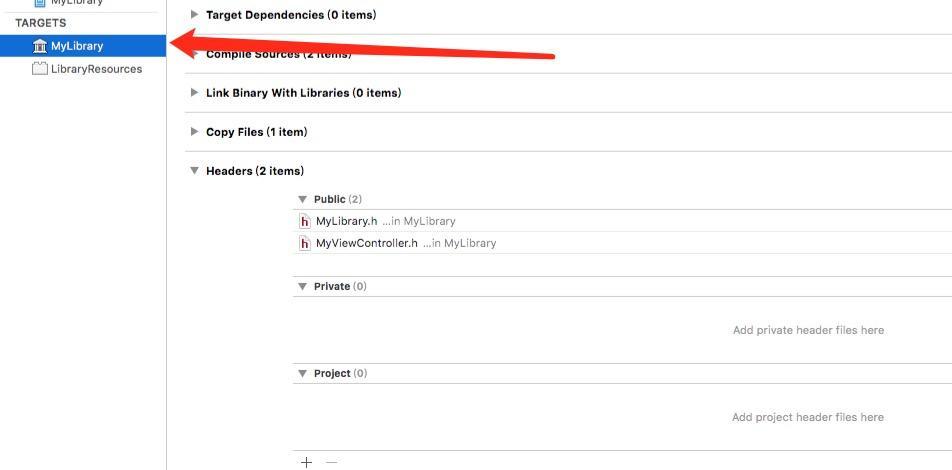 MyLibrary
TARGETS
MyLibrary
LibraryResources
Target Dependencies (0 items)
Compile Sources (2 items)
Link Binary With Libraries (0 items)
Copy Files (1 item)
Headers (2 items)
Public (2)
h MyLibrary.h ...in MyLibrary
h MyViewController.h ...in MyLibrary
Private (0)
Add private header files here
Project (0)
Add project header files here